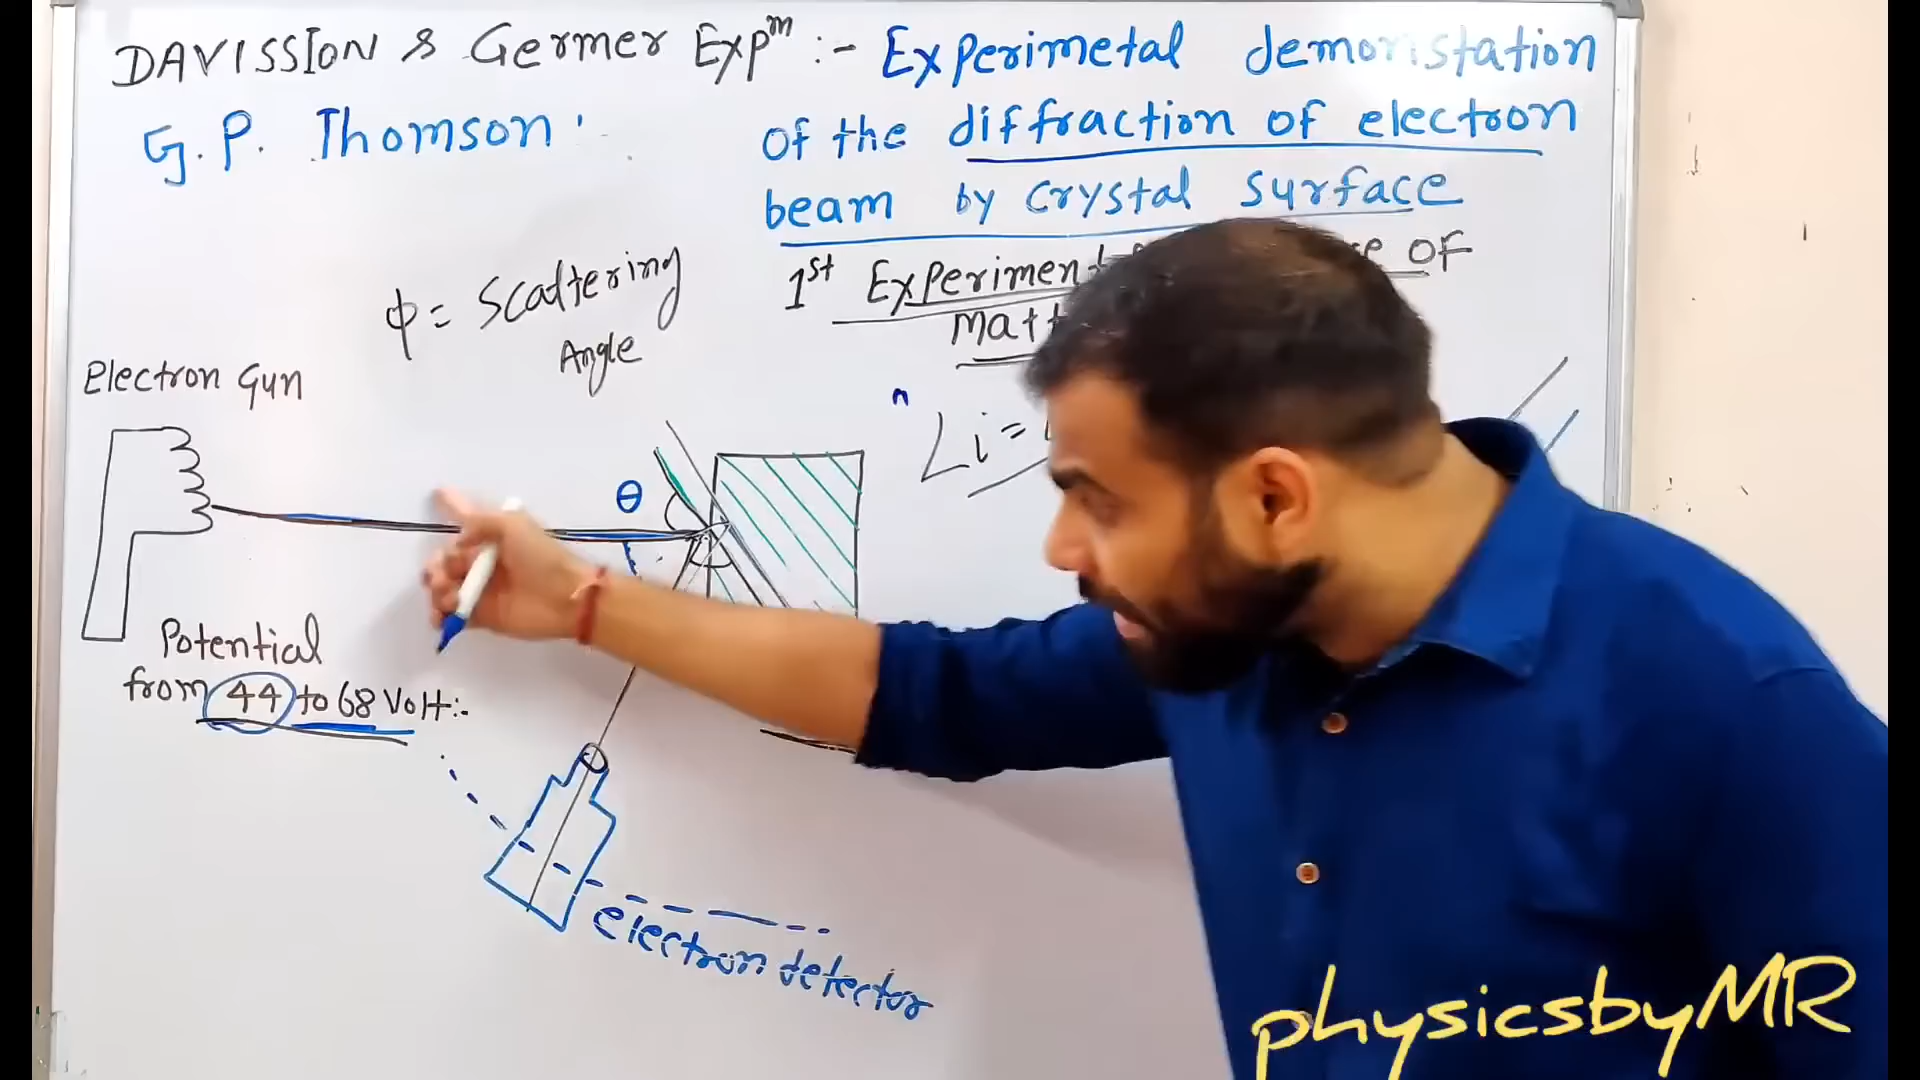 DAVISSION & Germer Expᵐ :- Experimetal demonstation
G. P. Thomson
of the diffraction of electron
beam by crystal surface
1st Experiment of
φ = Scattering
Angle
Electron Gun
∠i =
θ
Potential
from 44 to 68 Volt:-
electron detector
physicsbyMR